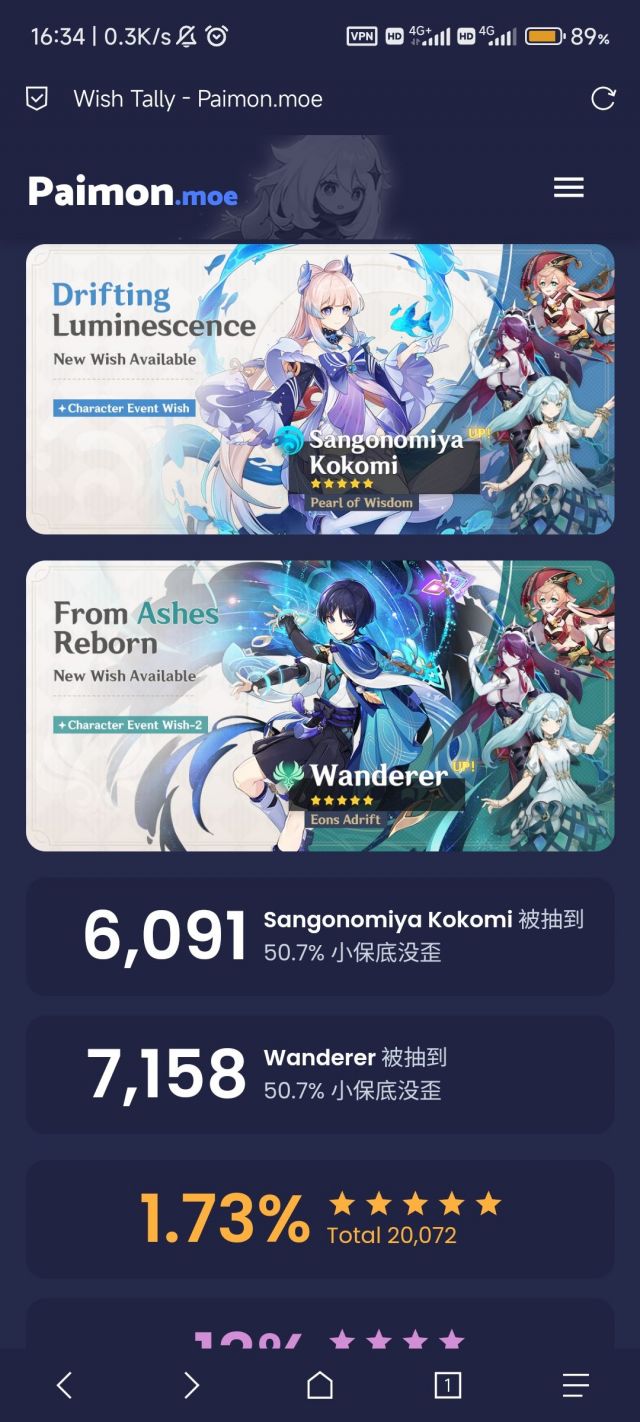 16:34 | 0.3K/s VPN HD 4G+ HD 4G 89%
Wish Tally - Paimon.moe
Paimon.moe
Drifting
Luminescence
New Wish Available
Character Event Wish
UP!
Sangonomiya
Kokomi
Pearl of Wisdom
From Ashes
Reborn
New Wish Available
Character Event Wish-2
UP!
Wanderer
Eons Adrift
6,091
Sangonomiya Kokomi 被抽到
50.7% 小保底没歪
7,158
Wanderer 被抽到
50.7% 小保底没歪
1.73%
Total 20,072
1